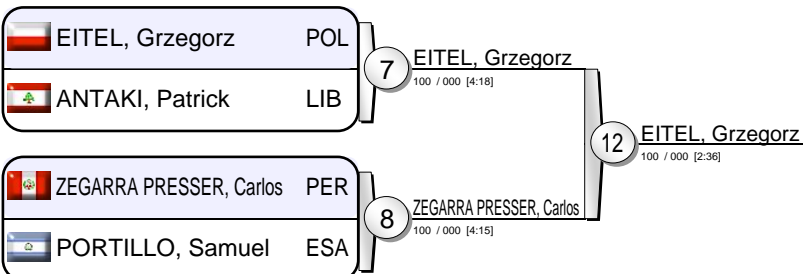 EITEL, Grzegorz POL
ANTAKI, Patrick LIB
7
EITEL, Grzegorz
100 / 000 [4:18]
12
EITEL, Grzegorz
100 / 000 [2:36]
ZEGARRA PRESSER, Carlos PER
PORTILLO, Samuel ESA
8
ZEGARRA PRESSER, Carlos
100 / 000 [4:15]